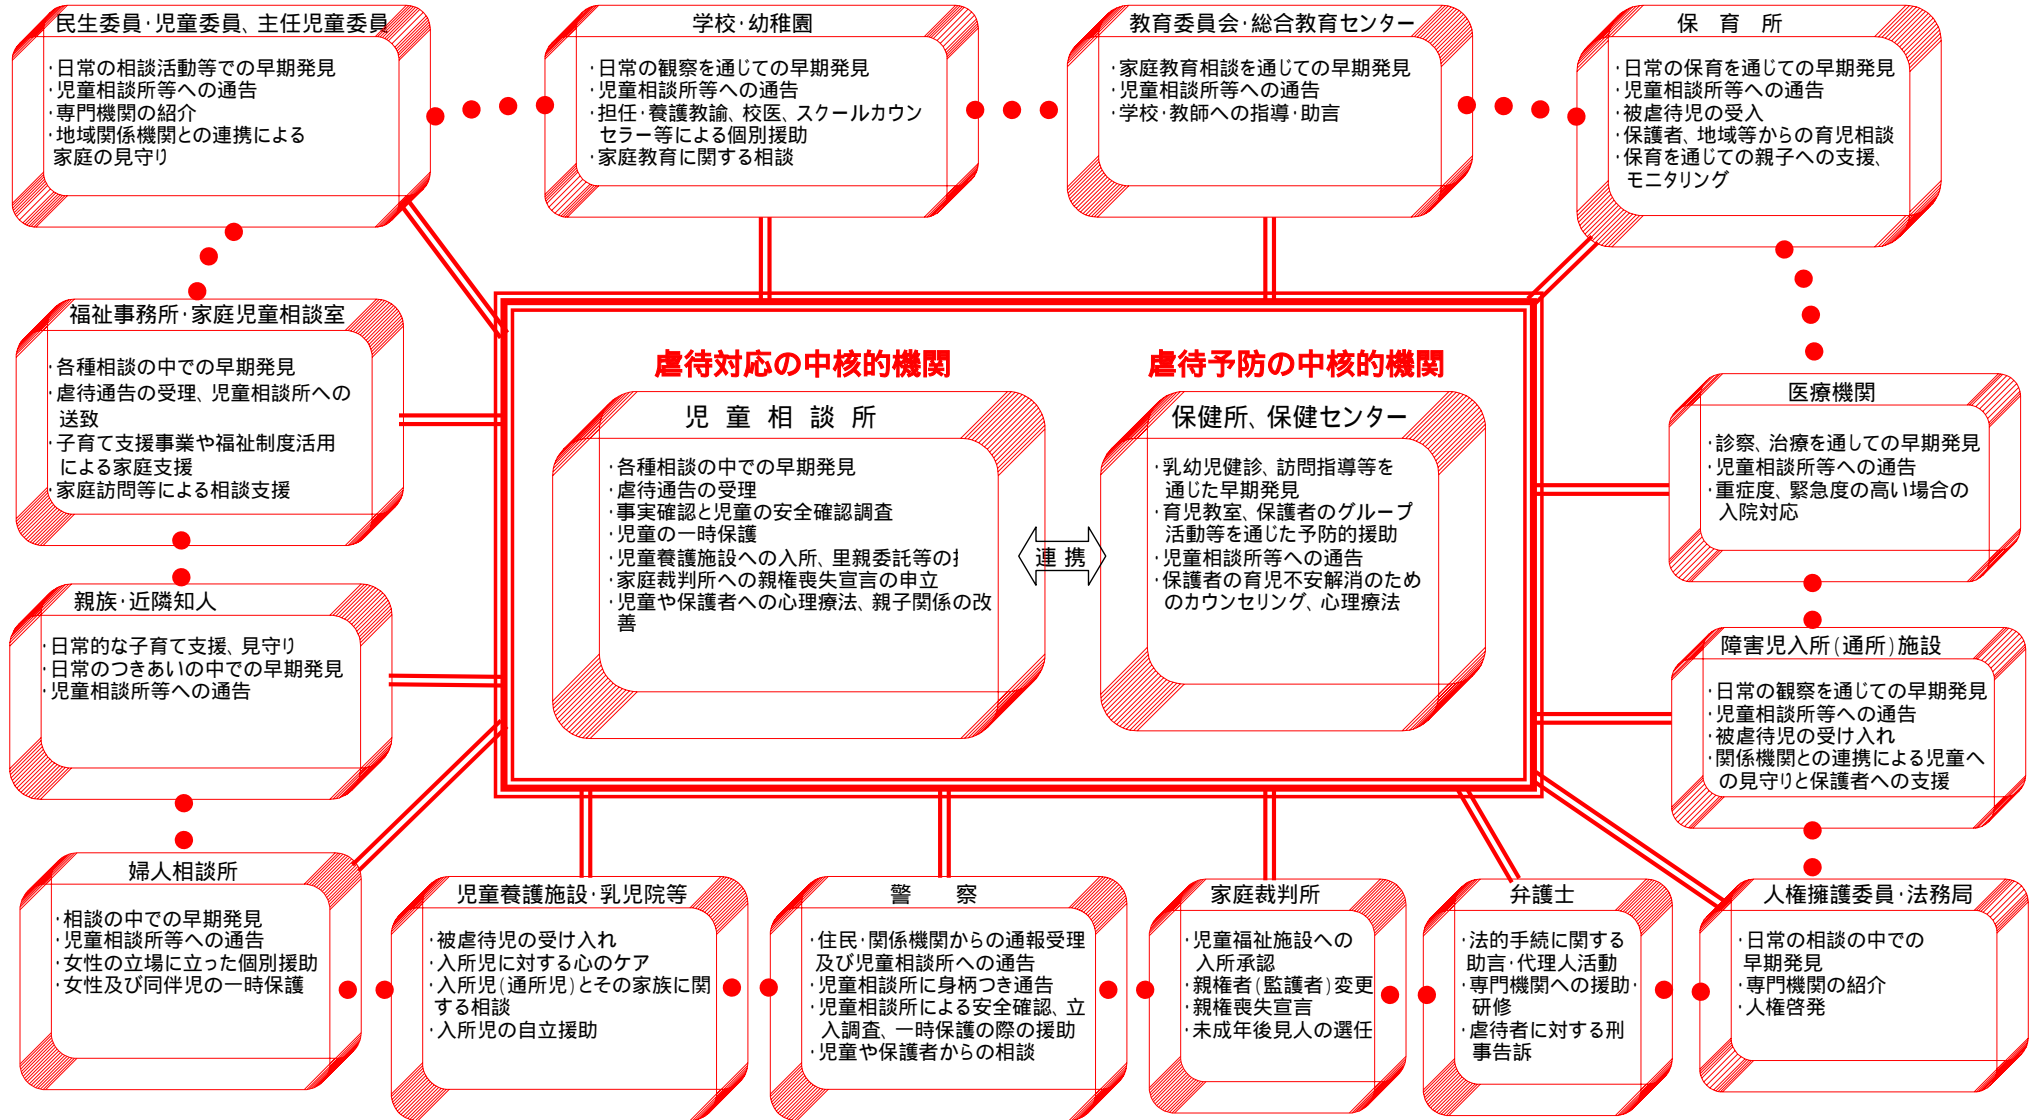 民生委員・児童委員、主任児童委員
・日常の相談活動等での早期発見
・児童相談所等への通告
・専門機関の紹介
・地域関係機関との連携による
家庭の見守り
学校・幼稚園
・日常の観察を通じての早期発見
・児童相談所等への通告
・担任・養護教諭、校医、スクールカウン
セラー等による個別援助
・家庭教育に関する相談
教育委員会・総合教育センター
・家庭教育相談を通じての早期発見
・児童相談所等への通告
・学校・教師への指導・助言
保 育 所
・日常の保育を通じての早期発見
・児童相談所等への通告
・被虐待児の受入
・保護者、地域等からの育児相談
・保育を通じての親子への支援、
モニタリング
福祉事務所・家庭児童相談室
・各種相談の中での早期発見
・虐待通告の受理、児童相談所への
送致
・子育て支援事業や福祉制度活用
による家庭支援
・家庭訪問等による相談支援
虐待対応の中核的機関
児 童 相 談 所
・各種相談の中での早期発見
・虐待通告の受理
・事実確認と児童の安全確認調査
・児童の一時保護
・児童養護施設への入所、里親委託等の
・家庭裁判所への親権喪失宣言の申立
・児童や保護者への心理療法、親子関係の改
善
連 携
虐待予防の中核的機関
保健所、保健センター
・乳幼児健診、訪問指導等を
通じた早期発見
・育児教室、保護者のグループ
活動等を通じた予防的援助
・児童相談所等への通告
・保護者の育児不安解消のため
のカウンセリング、心理療法
医療機関
・診察、治療を通しての早期発見
・児童相談所等への通告
・重症度、緊急度の高い場合の
入院対応
親族・近隣知人
・日常的な子育て支援、見守り
・日常のつきあいの中での早期発見
・児童相談所等への通告
障害児入所(通所)施設
・日常の観察を通じての早期発見
・児童相談所等への通告
・被虐待児の受け入れ
・関係機関との連携による児童へ
の見守りと保護者への支援
婦人相談所
・相談の中での早期発見
・児童相談所等への通告
・女性の立場に立った個別援助
・女性及び同伴児の一時保護
児童養護施設・乳児院等
・被虐待児の受け入れ
・入所児に対する心のケア
・入所児(通所児)とその家族に関
する相談
・入所児の自立援助
警 察
・住民・関係機関からの通報受理
及び児童相談所への通告
・児童相談所に身柄つき通告
・児童相談所による安全確認、立
入調査、一時保護の際の援助
・児童や保護者からの相談
家庭裁判所
・児童福祉施設への
入所承認
・親権者(監護者)変更
・親権喪失宣言
・未成年後見人の選任
弁護士
・法的手続に関する
助言・代理人活動
・専門機関への援助・
研修
・虐待者に対する刑
事告訴
人権擁護委員・法務局
・日常の相談の中での
早期発見
・専門機関の紹介
・人権啓発